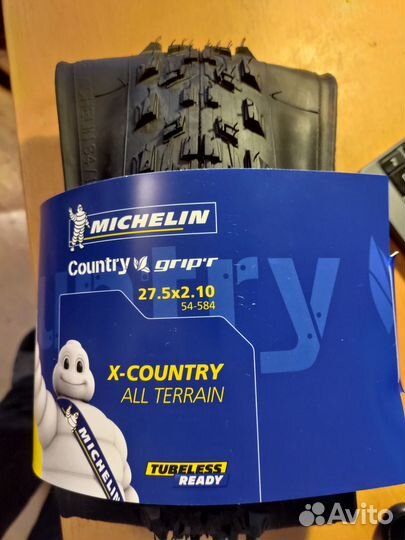 MICHELIN
Country grip'r
27.5x2.10
54-584
X-COUNTRY
ALL TERRAIN
MICHELIN
TUBELESS
READY
Avito